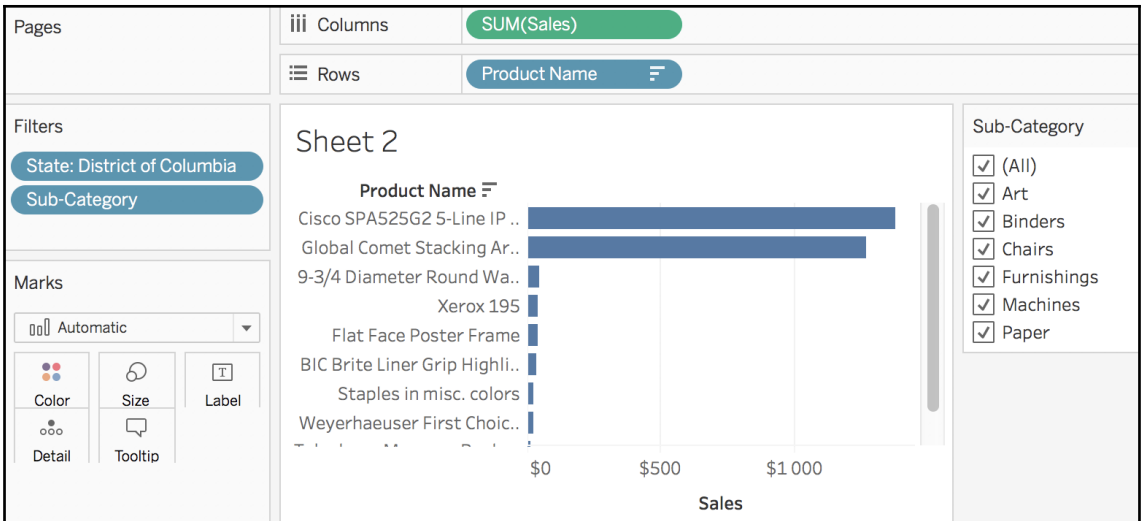 Pages
Columns
SUM(Sales)
Rows
Product Name
Filters
State: District of Columbia
Sub-Category
Marks
Automatic
Color
Size
Label
Detail
Tooltip
Sheet 2
Product Name
Cisco SPA525G2 5-Line IP ..
Global Comet Stacking Ar..
9-3/4 Diameter Round Wa..
Xerox 195
Flat Face Poster Frame
BIC Brite Liner Grip Highli..
Staples in misc. colors
Weyerhaeuser First Choic..
$0
$500
$1000
Sales
Sub-Category
(All)
Art
Binders
Chairs
Furnishings
Machines
Paper